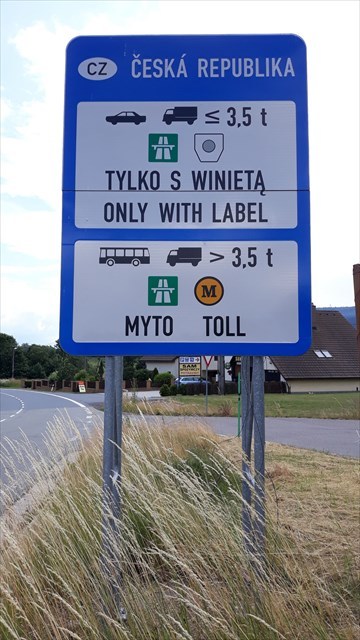 CZ ČESKÁ REPUBLIKA
≤ 3,5 t
TYLKO S WINIETĄ
ONLY WITH LABEL
> 3,5 t
M
MYTO TOLL